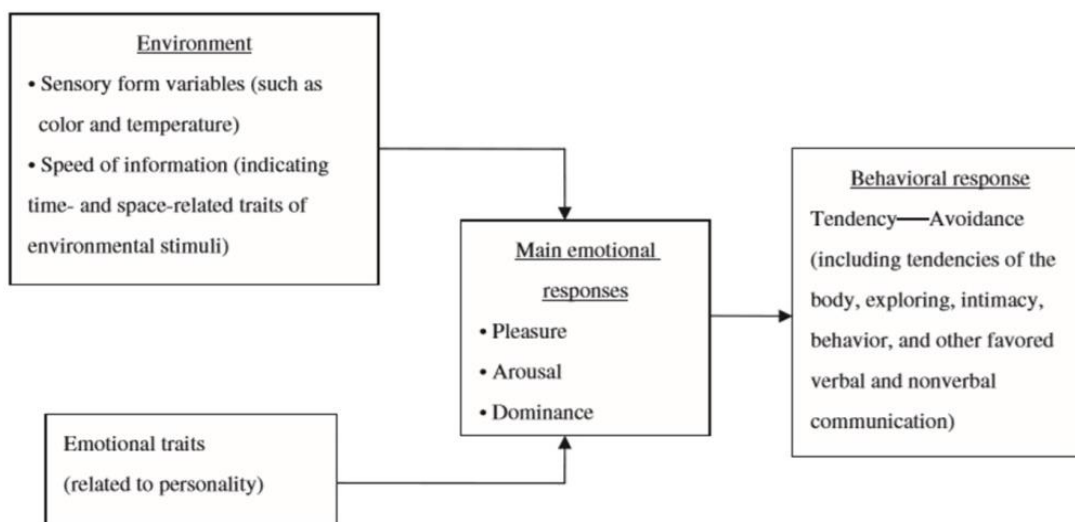 Environment
• Sensory form variables (such as
color and temperature)
• Speed of information (indicating
time- and space-related traits of
environmental stimuli)
Main emotional
responses
• Pleasure
• Arousal
• Dominance
Behavioral response
Tendency—Avoidance
(including tendencies of the
body, exploring, intimacy,
behavior, and other favored
verbal and nonverbal
communication)
Emotional traits
(related to personality)